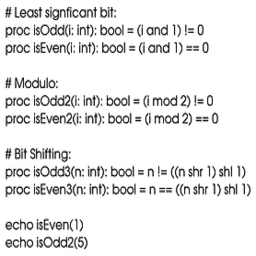 # Least signficant bit:
proc isOdd(i: int): bool = (i and 1) != 0
proc isEven(i: int): bool = (i and 1) == 0
# Modulo:
proc isOdd2(i: int): bool = (i mod 2) != 0
proc isEven2(i: int): bool = (i mod 2) == 0
# Bit Shifting:
proc isOdd3(n: int): bool = n != ((n shr 1) shl 1)
proc isEven3(n: int): bool = n == ((n shr 1) shl 1)
echo isEven(1)
echo isOdd2(5)